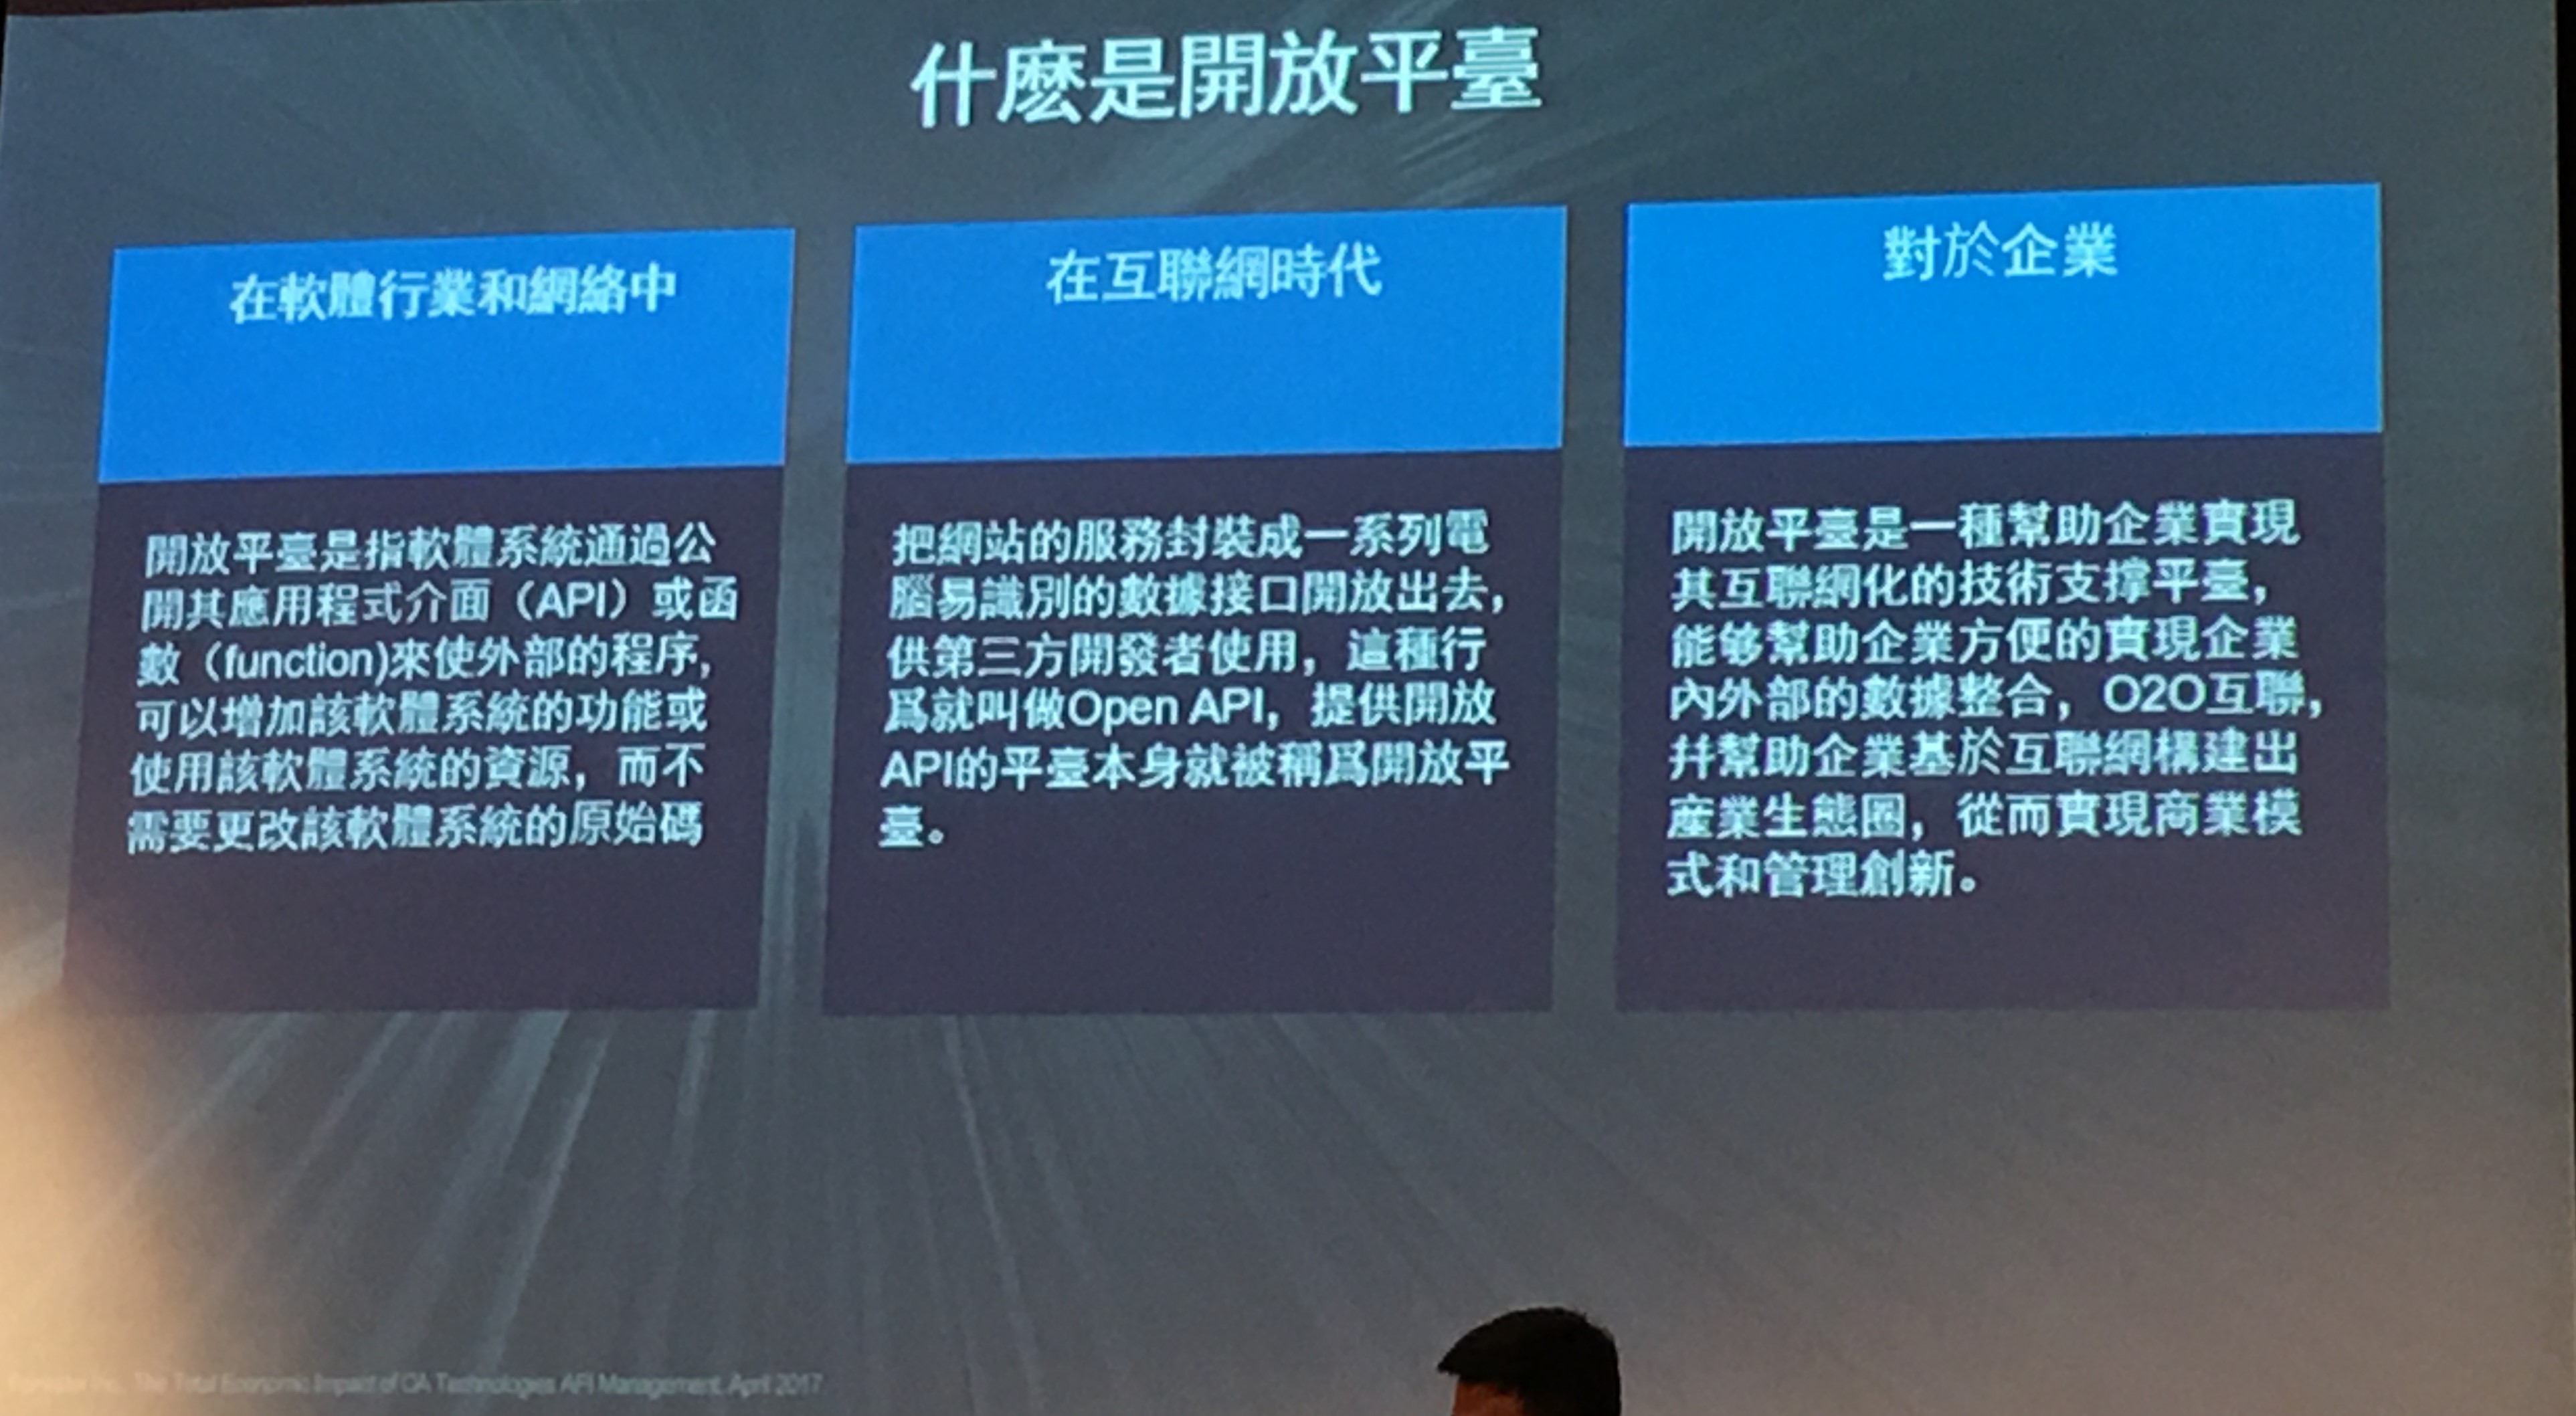 什麽是開放平臺
在軟體行業和網絡中
開放平臺是指軟體系統通過公
開其應用程式介面（API）或函
數（function)來使外部的程序,
可以增加該軟體系統的功能或
使用該軟體系統的資源，而不
需要更改該軟體系統的原始碼
在互聯網時代
把網站的服務封裝成一系列電
腦易識別的數據接口開放出去，
供第三方開發者使用，這種行
爲就叫做Open API，提供開放
API的平臺本身就被稱爲開放平
臺。
對於企業
開放平臺是一種幫助企業實現
其互聯網化的技術支撐平臺，
能够幫助企業方便的實現企業
內外部的數據整合，O2O互聯，
幷幫助企業基於互聯網構建出
産業生態圈，從而實現商業模
式和管理創新。
The Total Economic Impact of CA Technologies API Management, April 2017